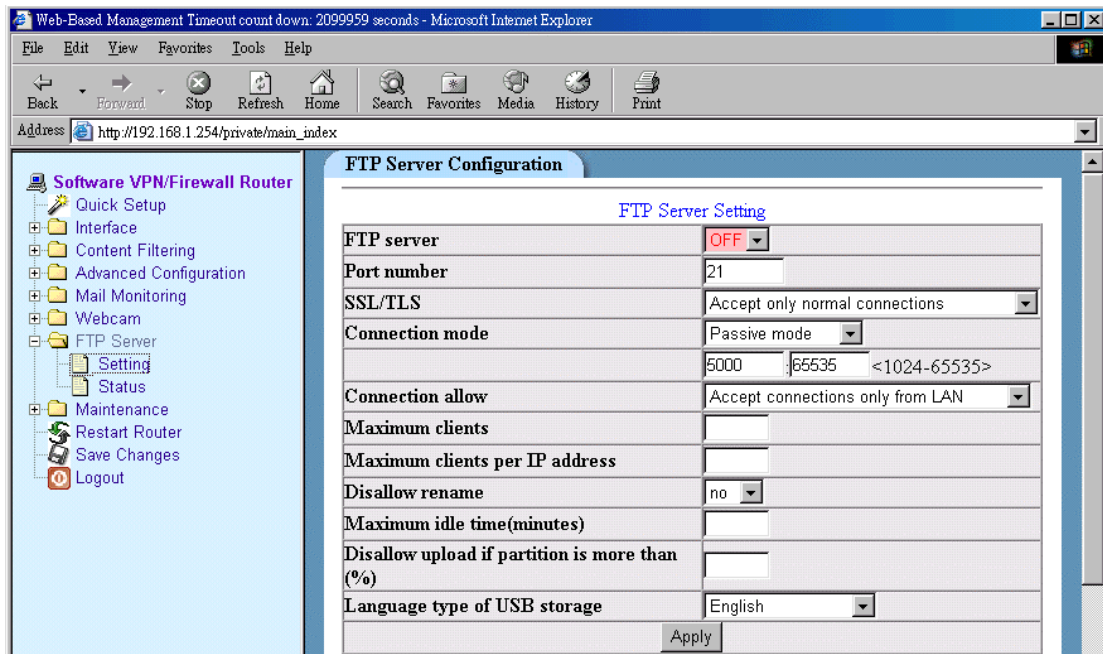 Web-Based Management Timeout count down: 2099959 seconds - Microsoft Internet Explorer
File Edit View Favorites Tools Help
Back Forward Stop Refresh Home Search Favorites Media History Print
Address http://192.168.1.254/private/main_index
Software VPN/Firewall Router
Quick Setup
Interface
Content Filtering
Advanced Configuration
Mail Monitoring
Webcam
FTP Server
Setting
Status
Maintenance
Restart Router
Save Changes
Logout
FTP Server Configuration
FTP Server Setting
FTP server OFF
Port number 21
SSL/TLS Accept only normal connections
Connection mode Passive mode
5000 : 65535 <1024-65535>
Connection allow Accept connections only from LAN
Maximum clients
Maximum clients per IP address
Disallow rename no
Maximum idle time(minutes)
Disallow upload if partition is more than
(%)
Language type of USB storage English
Apply